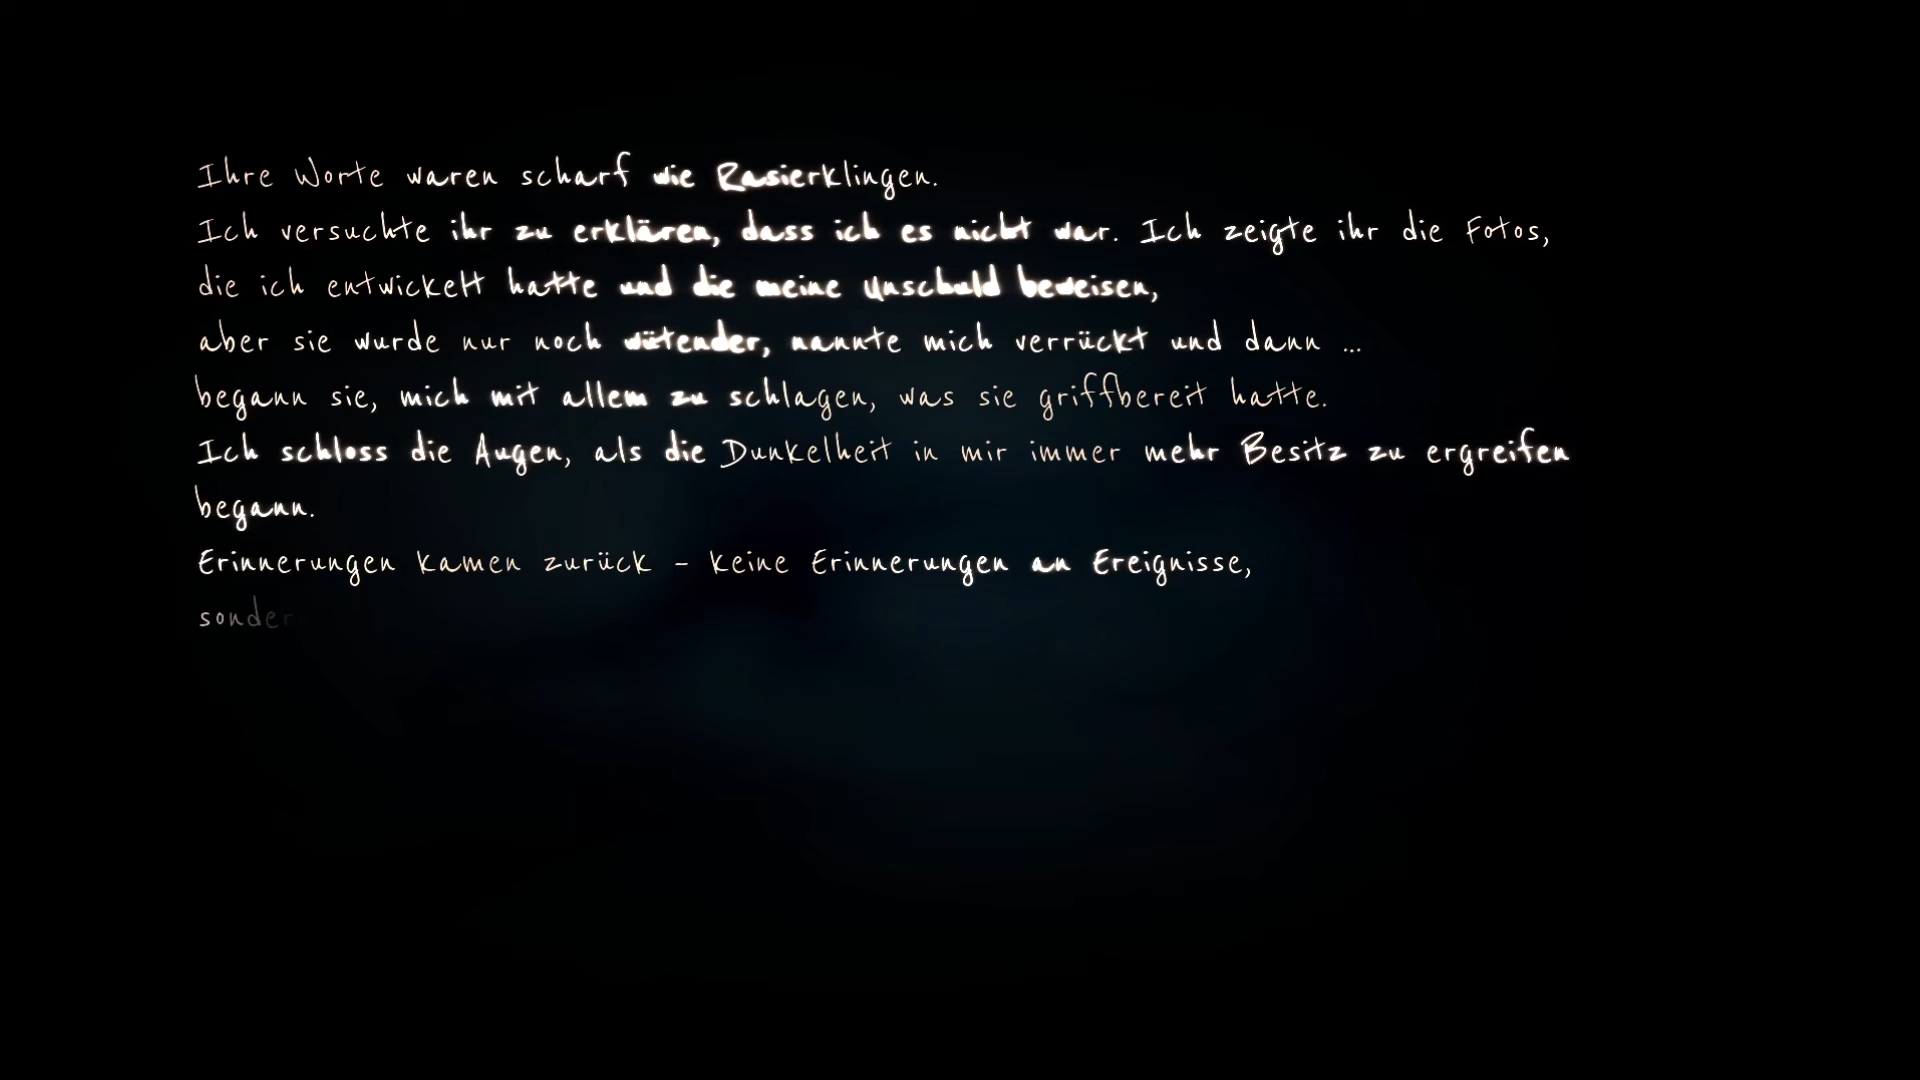 Ihre Worte waren scharf wie Rasierklingen.
Ich versuchte ihr zu erklären, dass ich es nicht war. Ich zeigte ihr die Fotos,
die ich entwickelt hatte und die meine Unschuld beweisen,
aber sie wurde nur noch wütender, nannte mich verrückt und dann ...
begann sie, mich mit allem zu schlagen, was sie griffbereit hatte.
Ich schloss die Augen, als die Dunkelheit in mir immer mehr Besitz zu ergreifen
begann.
Erinnerungen kamen zurück - keine Erinnerungen an Ereignisse,
sonder